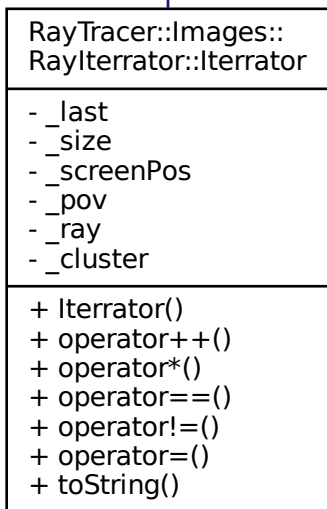 RayTracer::Images::
RayIterrator::Iterrator
- _last
- _size
- _screenPos
- _pov
- _ray
- _cluster
+ Iterrator()
+ operator++()
+ operator*()
+ operator==()
+ operator!=()
+ operator=()
+ toString()